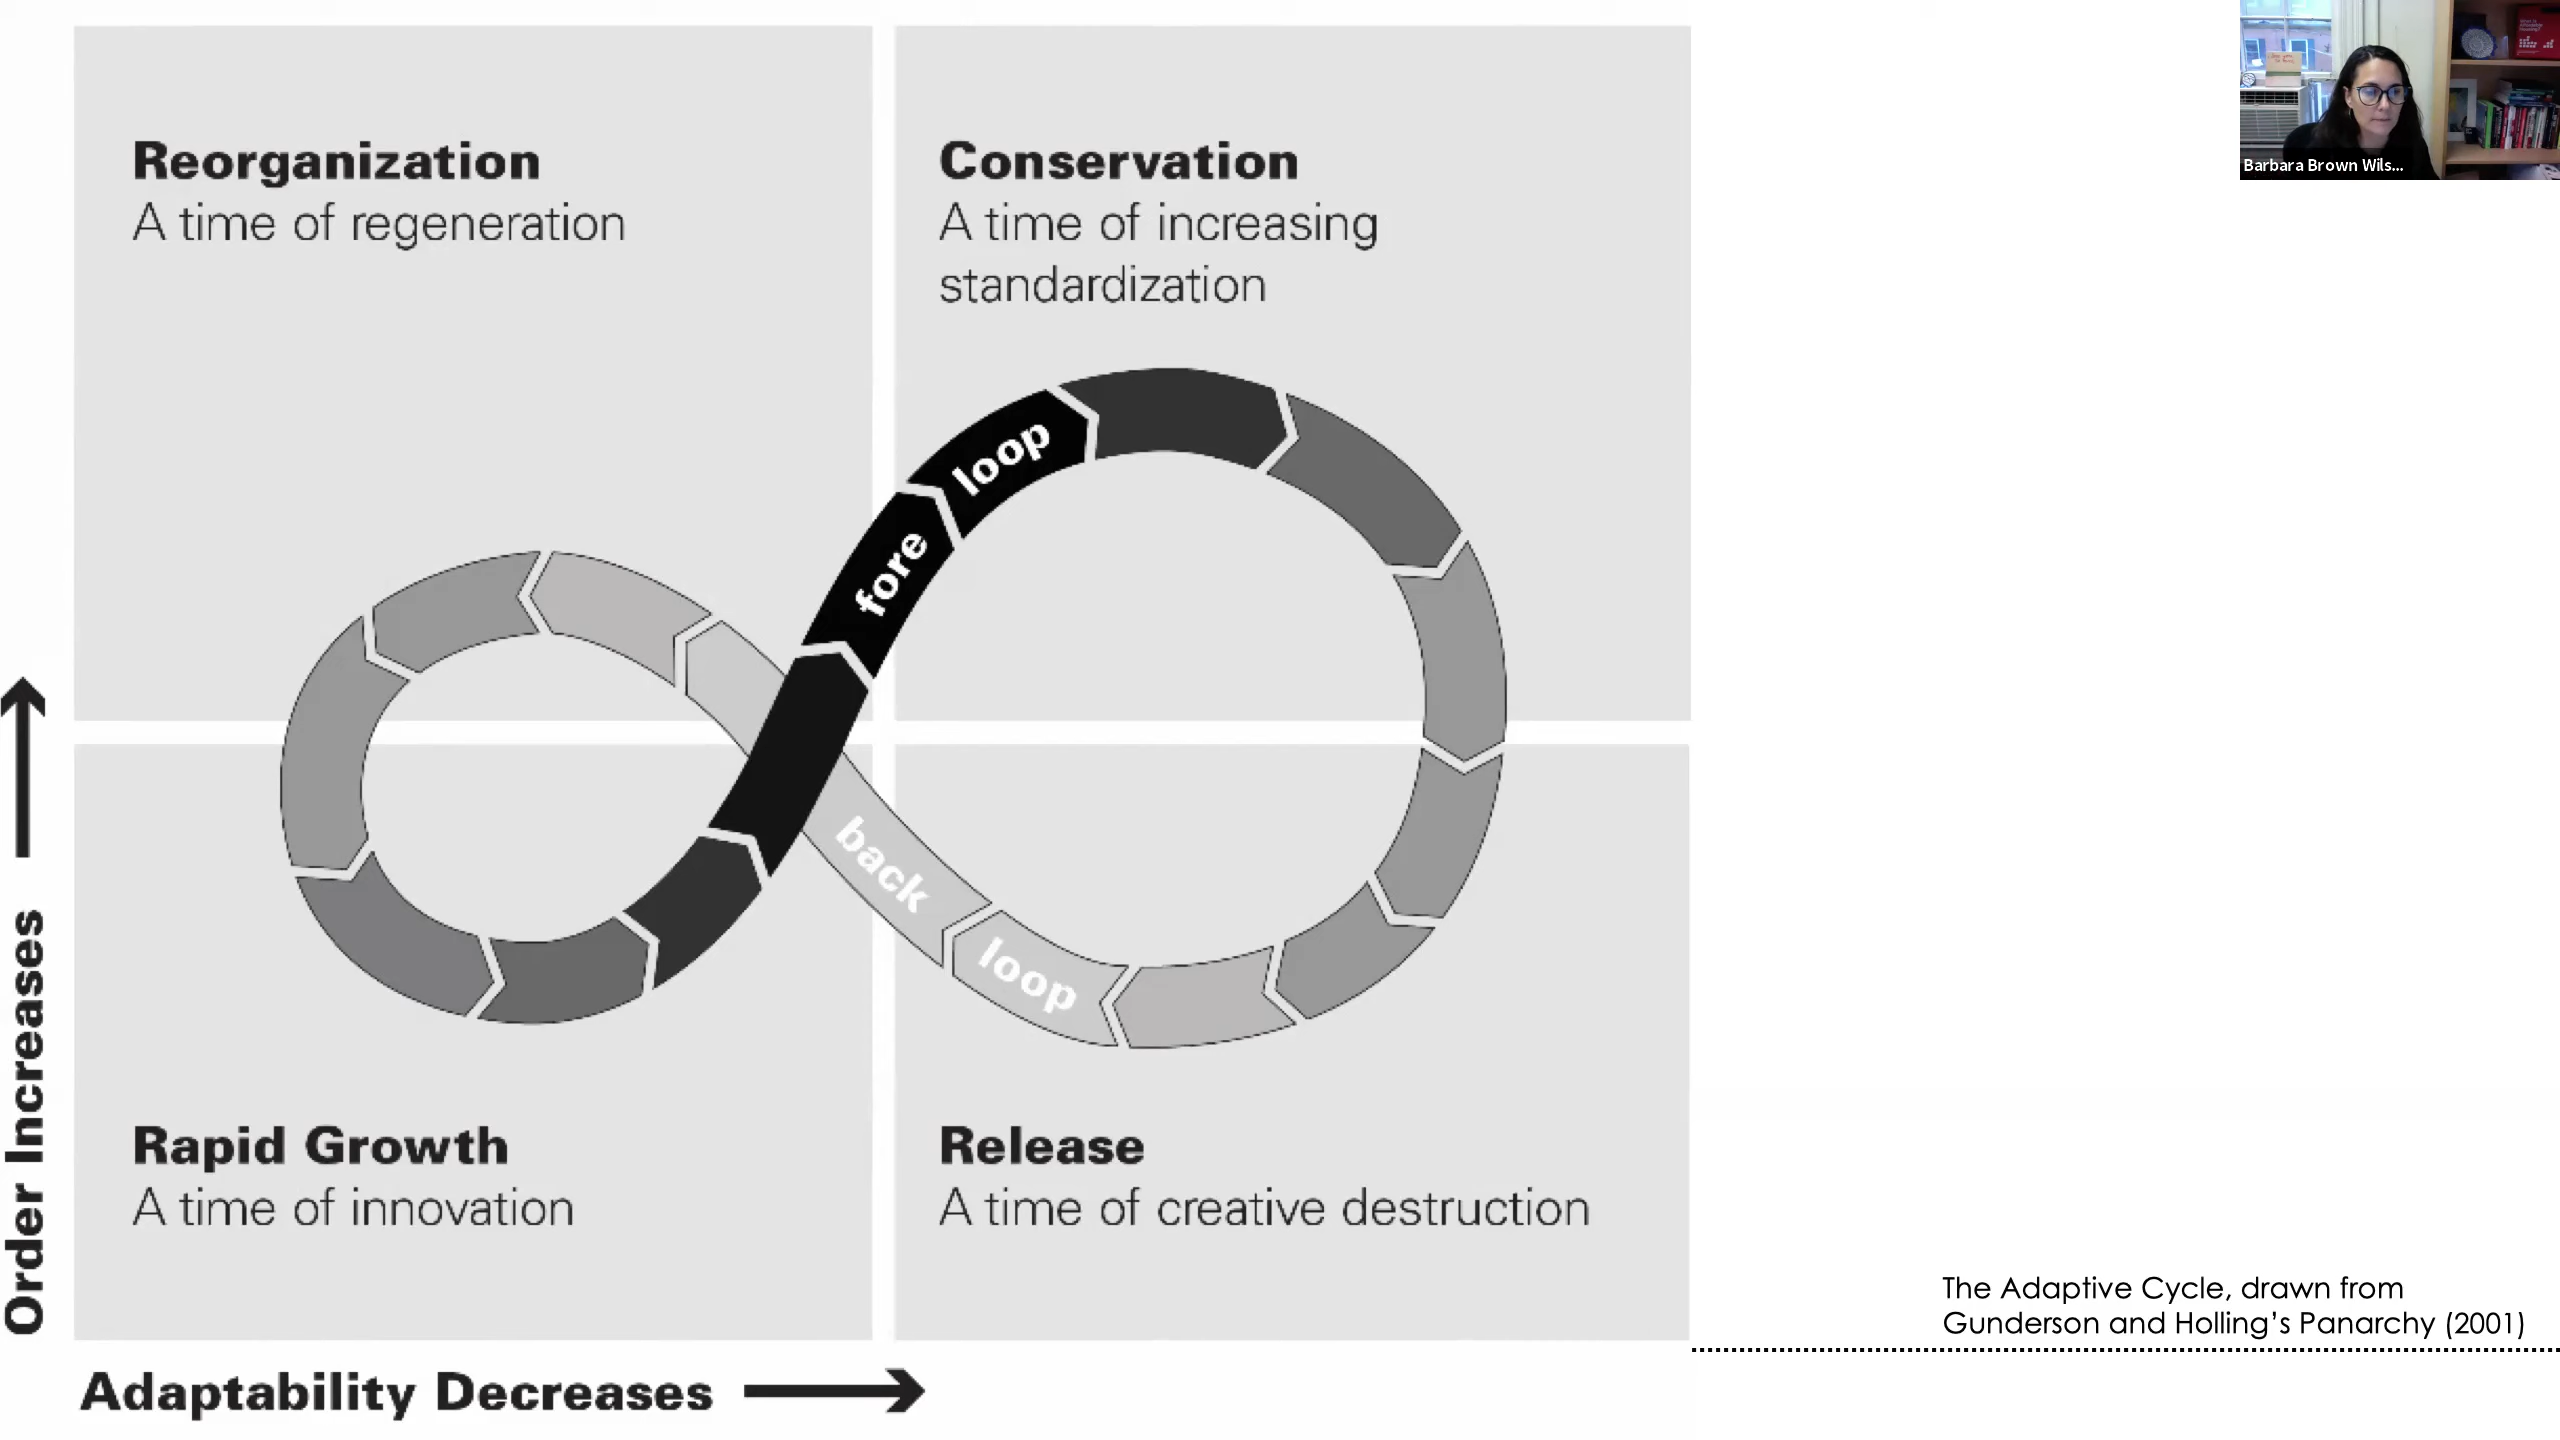 Reorganization
A time of regeneration
Conservation
A time of increasing
standardization
fore
loop
back
loop
Rapid Growth
A time of innovation
Release
A time of creative destruction
Order Increases
Adaptability Decreases
The Adaptive Cycle, drawn from
Gunderson and Holling’s Panarchy (2001)
Barbara Brown Wils...